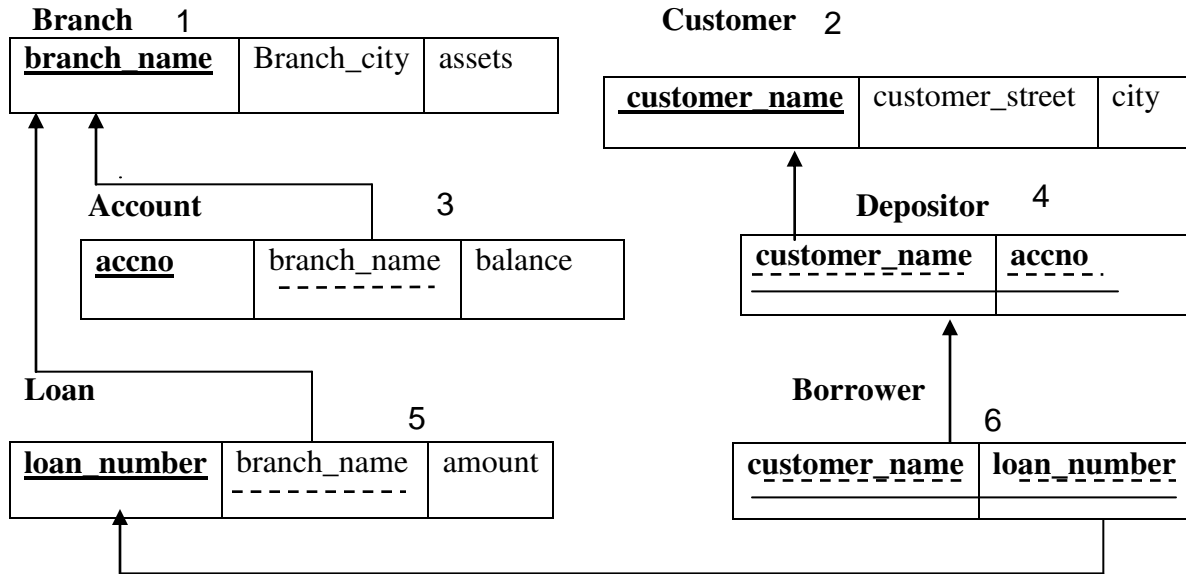 Branch 1
branch_name Branch_city assets
Customer 2
customer_name customer_street city
Account 3
accno branch_name balance
Depositor 4
customer_name accno
Loan 5
loan_number branch_name amount
Borrower 6
customer_name loan_number